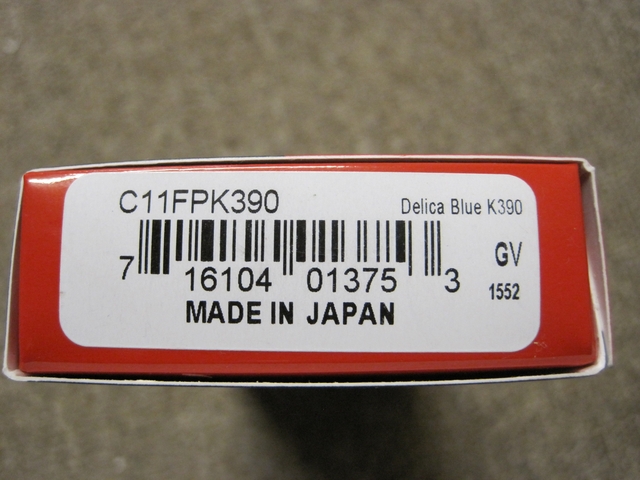 C11FPK390
Delica Blue K390
7 16104 01375 3
GV
1552
MADE IN JAPAN